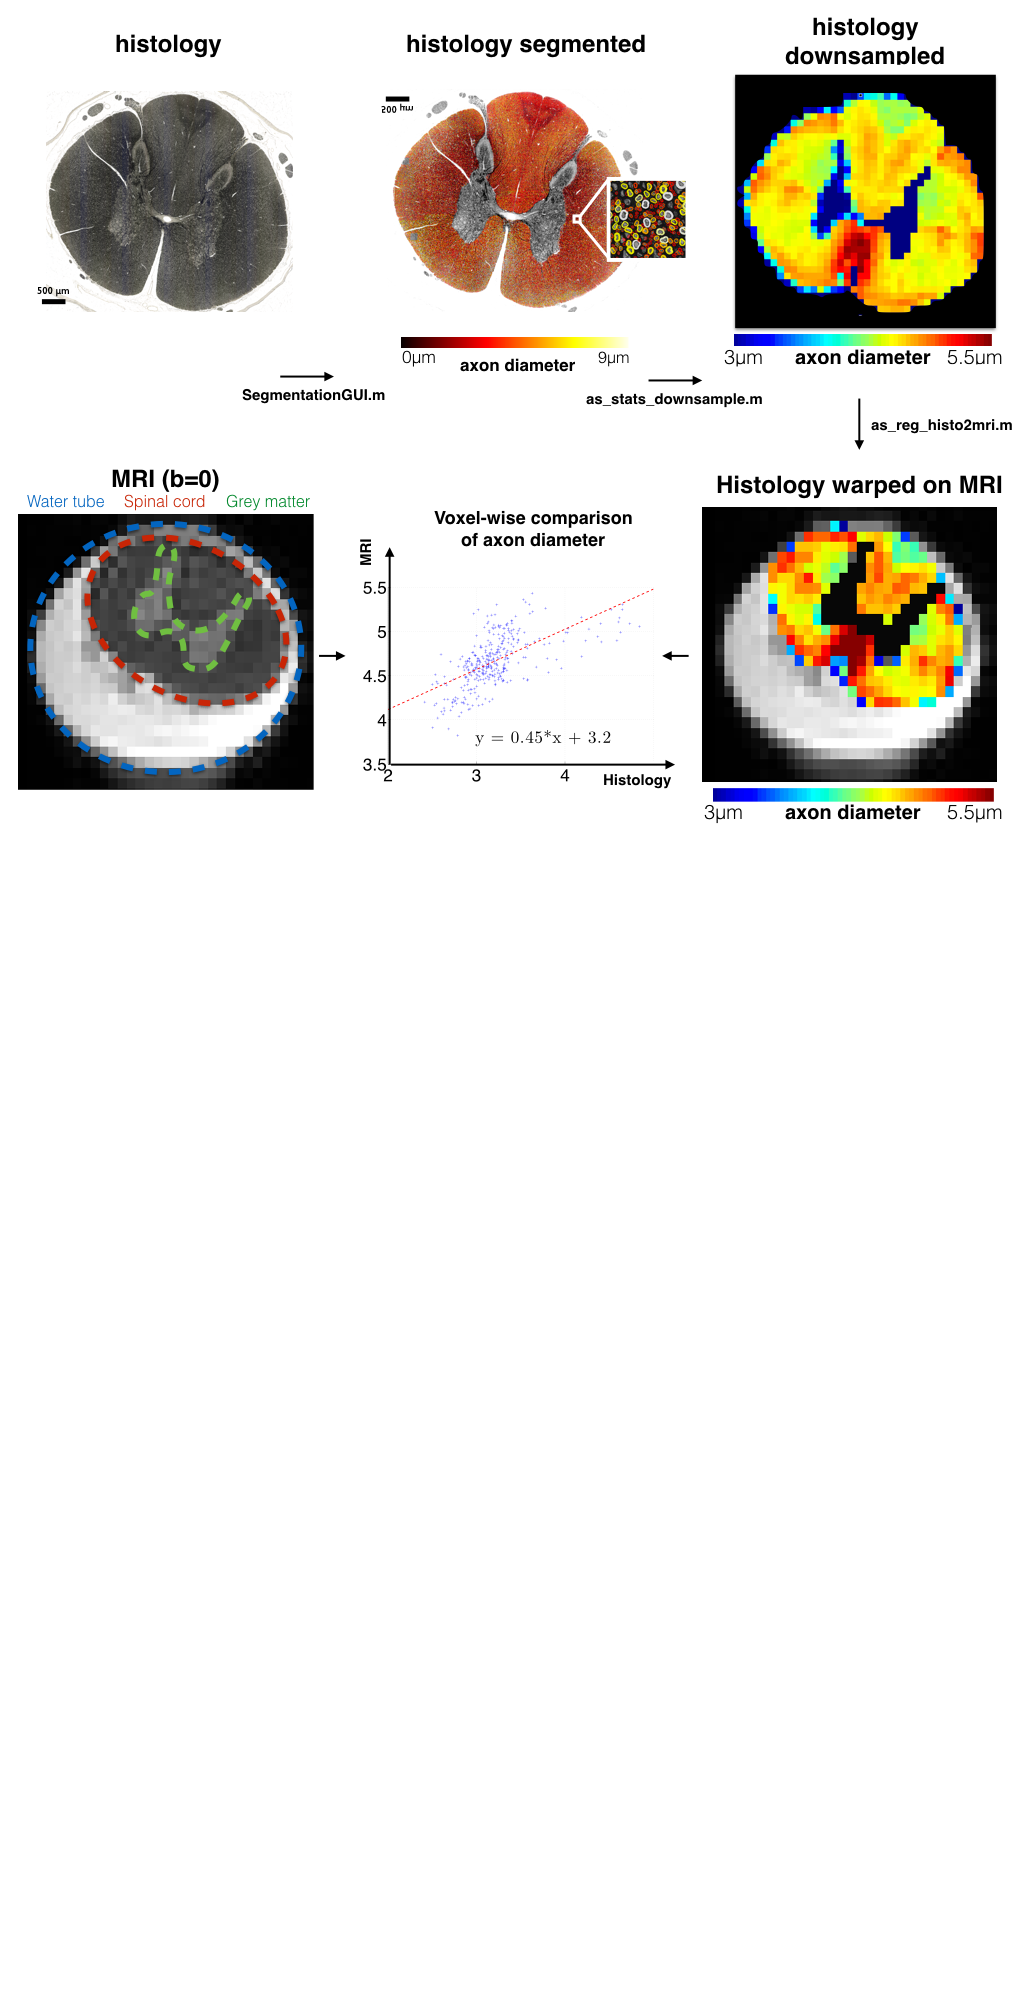 histology
histology segmented
histology
downsampled
500 µm
200 µm
0µm
axon diameter
9µm
3µm
axon diameter
5.5µm
SegmentationGUI.m
as_stats_downsample.m
as_reg_histo2mri.m
MRI (b=0)
Water tube
Spinal cord
Grey matter
Voxel-wise comparison
of axon diameter
MRI
5.5
5
4.5
4
3.5
y = 0.45*x + 3.2
2
3
4
Histology
Histology warped on MRI
3µm
axon diameter
5.5µm